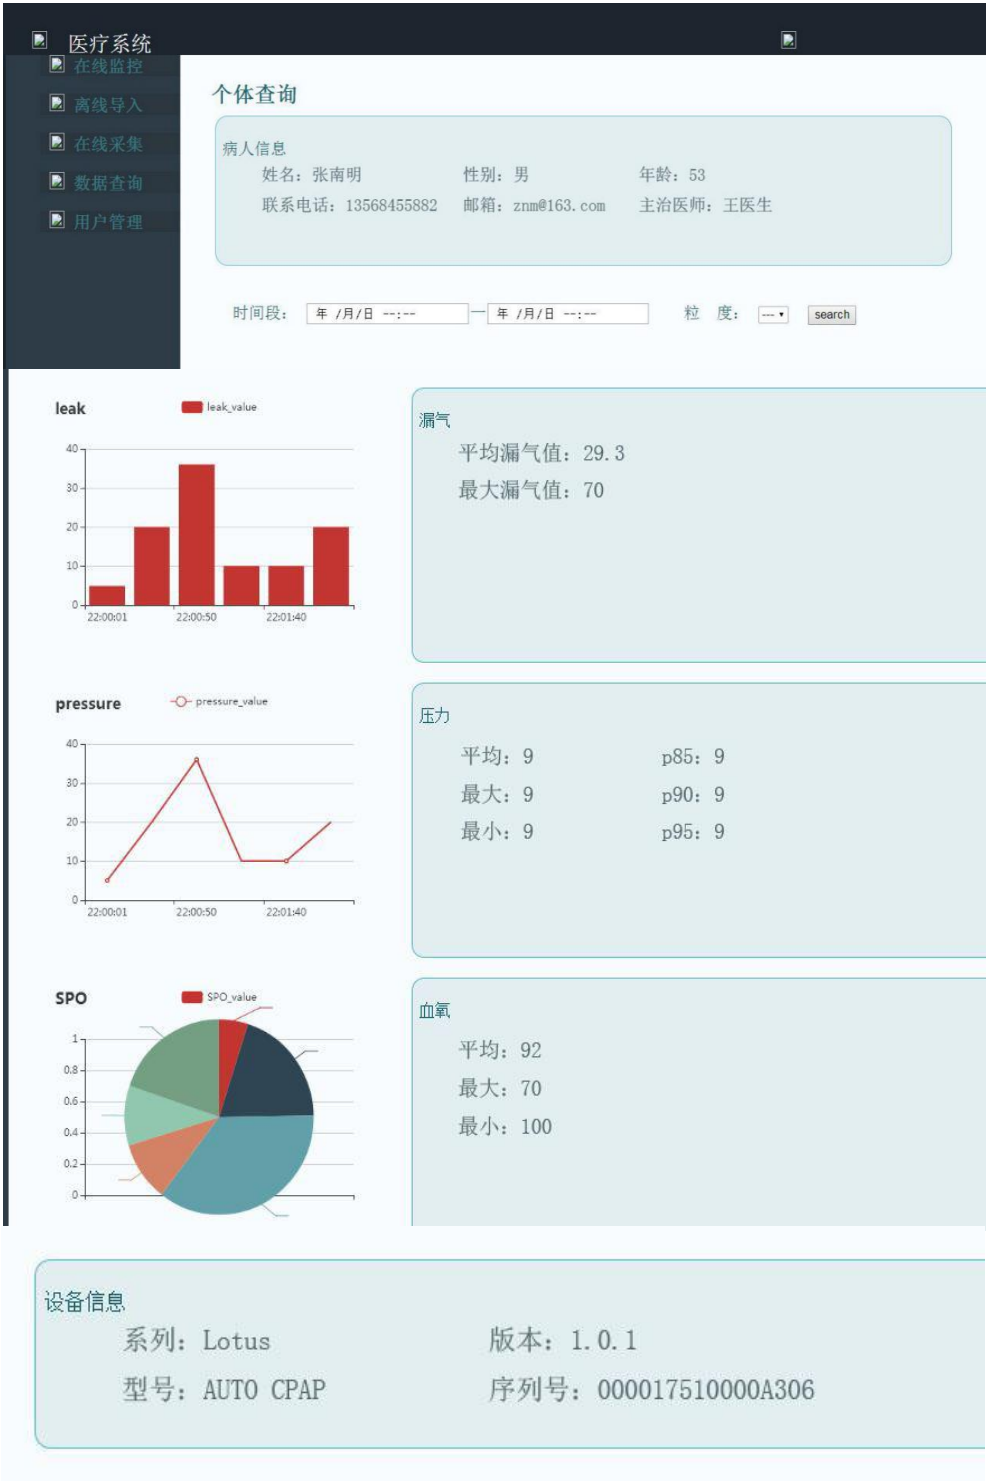 医疗系统
在线监控
离线导入
在线采集
数据查询
用户管理
个体查询
病人信息
姓名：张南明 性别：男 年龄：53
联系电话：13568455882 邮箱：znm@163.com 主治医师：王医生
时间段： 年 /月/日 --:-- — 年 /月/日 --:-- 粒 度： --- search
leak leak_value
40
30
20
10
0
22:00:01 22:00:50 22:01:40
漏气
平均漏气值：29.3
最大漏气值：70
pressure pressure_value
40
30
20
10
0
22:00:01 22:00:50 22:01:40
压力
平均：9 p85：9
最大：9 p90：9
最小：9 p95：9
SPO SPO_value
1
0.8
0.6
0.4
0.2
0
血氧
平均：92
最大：70
最小：100
设备信息
系列：Lotus 版本：1.0.1
型号：AUTO CPAP 序列号：000017510000A306